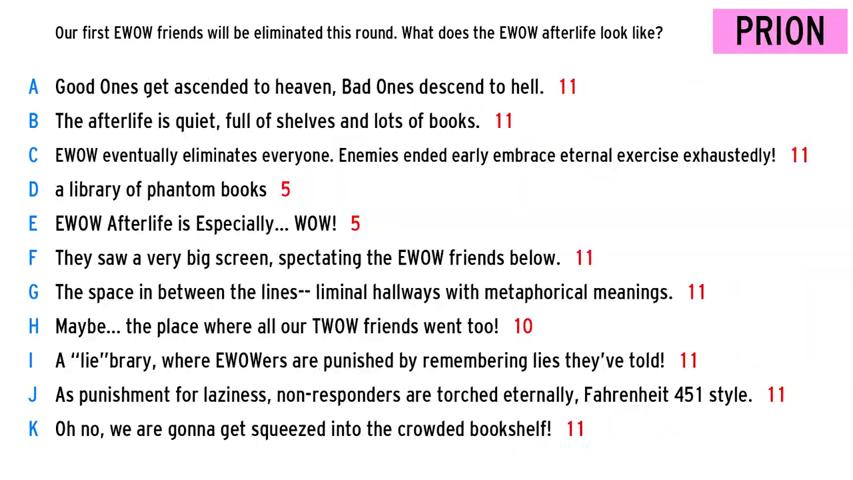 Our first EWOW friends will be eliminated this round. What does the EWOW afterlife look like?
PRION
A Good Ones get ascended to heaven, Bad Ones descend to hell. 11
B The afterlife is quiet, full of shelves and lots of books. 11
C EWOW eventually eliminates everyone. Enemies ended early embrace eternal exercise exhaustedly! 11
D a library of phantom books 5
E EWOW Afterlife is Especially... WOW! 5
F They saw a very big screen, spectating the EWOW friends below. 11
G The space in between the lines-- liminal hallways with metaphorical meanings. 11
H Maybe... the place where all our TWOW friends went too! 10
I A “lie”brary, where EWOWers are punished by remembering lies they’ve told! 11
J As punishment for laziness, non-responders are torched eternally, Fahrenheit 451 style. 11
K Oh no, we are gonna get squeezed into the crowded bookshelf! 11